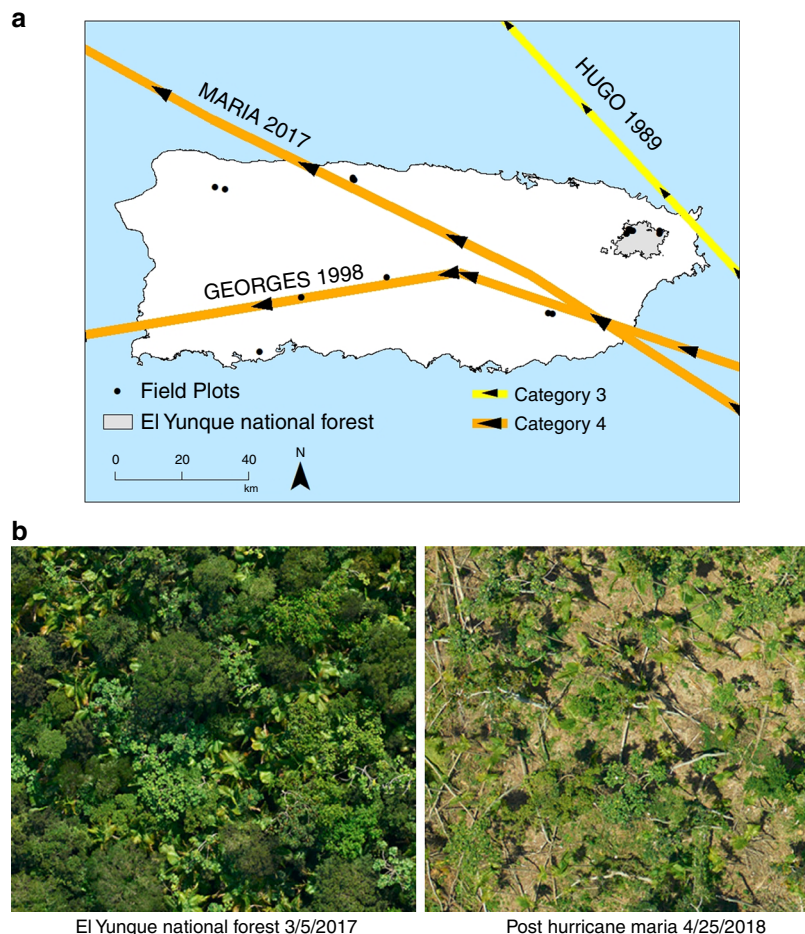 a
MARIA 2017
HUGO 1989
GEORGES 1998
Field Plots
El Yunque national forest
Category 3
Category 4
0 20 40
km
N
b
El Yunque national forest 3/5/2017
Post hurricane maria 4/25/2018